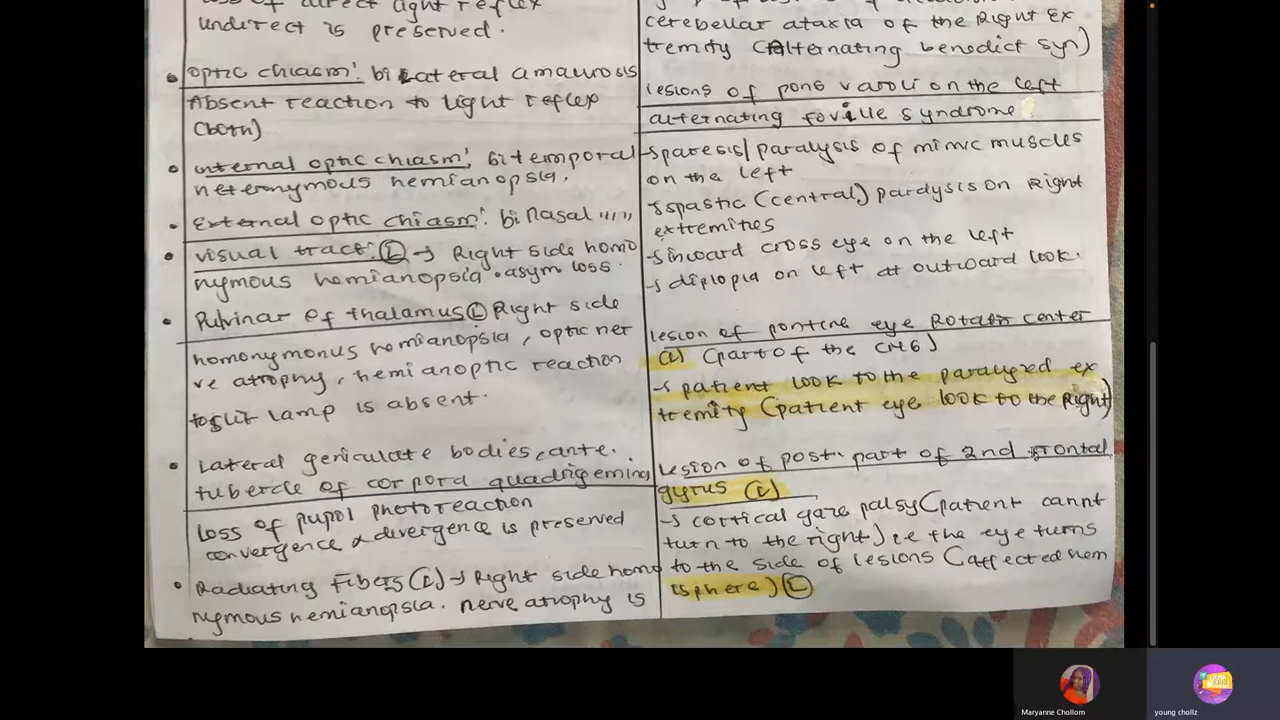 loss of direct light reflex
undirect is preserved.
• optic chiasm: bilateral amaurosis
Absent reaction to light reflex
(both)
• internal optic chiasm: bitemporal
heteronymous hemianopsia.
• External optic chiasm: binasal ""
• visual tract: (L) → Right side homo
nymous hemianopsia • asym loss.
• Pulvinar of thalamus (L) Right side
homonymonus hemianopsia, optic ner
ve atrophy, hemianoptic reaction
to slit lamp is absent.
• Lateral geniculate bodies, ante.
tubercle of corpora quadrigemina
loss of pupil photoreaction
convergence & divergence is preserved
• Radiating Fibers (L) → Right side homo
nymous hemianopsia. nerve atrophy is
cerebellar ataxia of the Right Ex
tremity (Alternating benedict syn)
lesions of pons varoli on the left
alternating foville syndrome
→ paresis/paralysis of mimic muscles
on the left
→ spastic (central) paralysis on Right
extremities
→ inward cross eye on the left
→ diplopia on left at outward look.
lesion of pontine eye Rotatn center
(L) (part of the CN6)
→ patient look to the paralyzed ex
tremity (patient eye look to the Right)
Lesion of post. part of 2nd frontal
gyrus (L)
→ cortical gaze palsy (patient cannt
turn to the right) ie the eye turns
to the side of lesions (affected hem
isphere) (L)
Maryanne Chollom
young chollz